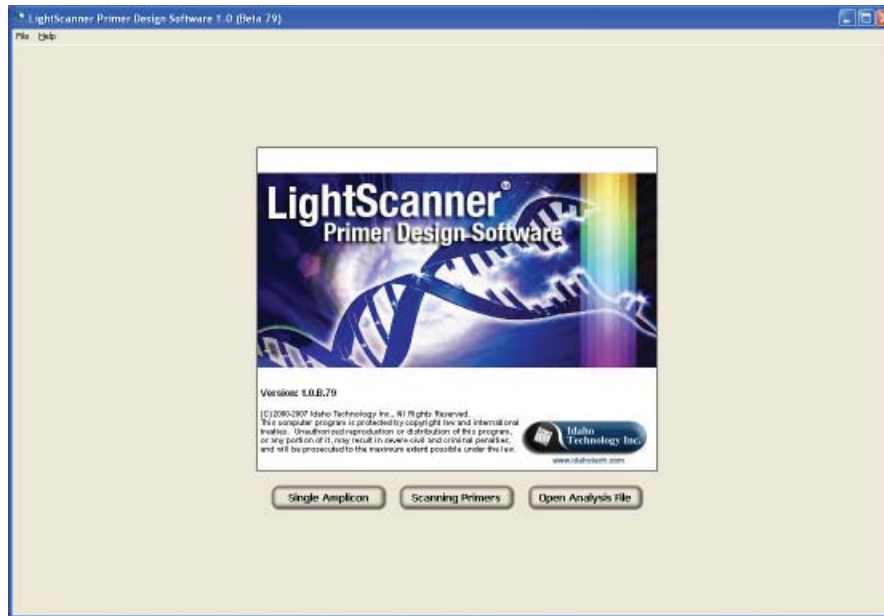 LightScanner Primer Design Software 1.0 (Beta 79)
File Help
LightScanner®
Primer Design Software
Version: 1.0.B.79
(C)2000-2007 Idaho Technology Inc., All Rights Reserved.
This computer program is protected by copyright law and international
treaties. Unauthorized reproduction or distribution of this program,
or any portion of it, may result in severe civil and criminal penalties,
and will be prosecuted to the maximum extent possible under the law.
Idaho
Technology Inc.
www.idahotech.com
Single Amplicon Scanning Primers Open Analysis File